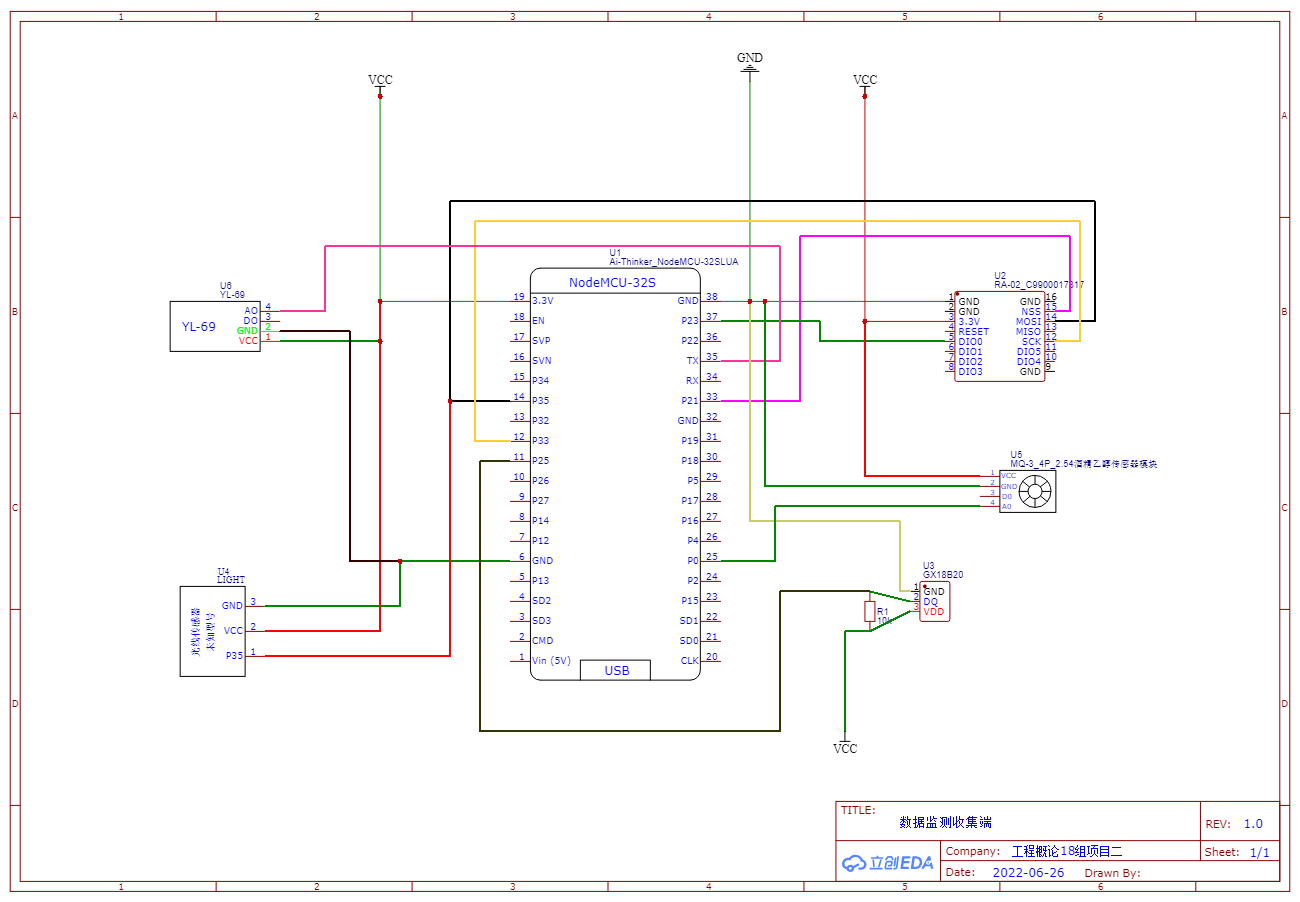 1 2 3 4 5 6
A
B
C
D
A
B
C
D
GND
VCC
VCC
U1
Ai-Thinker_NodeMCU-32SLUA
NodeMCU-32S
19 3.3V
18 EN
17 SVP
16 SVN
15 P34
14 P35
13 P32
12 P33
11 P25
10 P26
9 P27
8 P14
7 P12
6 GND
5 P13
4 SD2
3 SD3
2 CMD
1 Vin (5V)
GND 38
P23 37
P22 36
TX 35
RX 34
P21 33
GND 32
P19 31
P18 30
P5 29
P17 28
P16 27
P4 26
P0 25
P2 24
P15 23
SD1 22
SD0 21
CLK 20
USB
U6
YL-69
YL-69
AO 4
DO 3
GND 2
VCC 1
U4
LIGHT
光线传感器
未知型号
GND 3
VCC 2
P35 1
U2
RA-02_C9900017817
1 GND
2 GND
3 3.3V
4 RESET
5 DIO0
6 DIO1
7 DIO2
8 DIO3
GND 16
NSS 15
MOSI 14
MISO 13
SCK 12
DIO5 11
DIO4 10
GND 9
U5
MQ-3_4P_2.54酒精乙醇传感器模块
1 VCC
2 GND
3 D0
4 A0
U3
GX18B20
1 GND
2 DQ
3 VDD
R1
10k
VCC
TITLE:
数据监测收集端
REV: 1.0
立创EDA
Company: 工程概论18组项目二
Sheet: 1/1
Date: 2022-06-26 Drawn By:
1 2 3 4 5 6